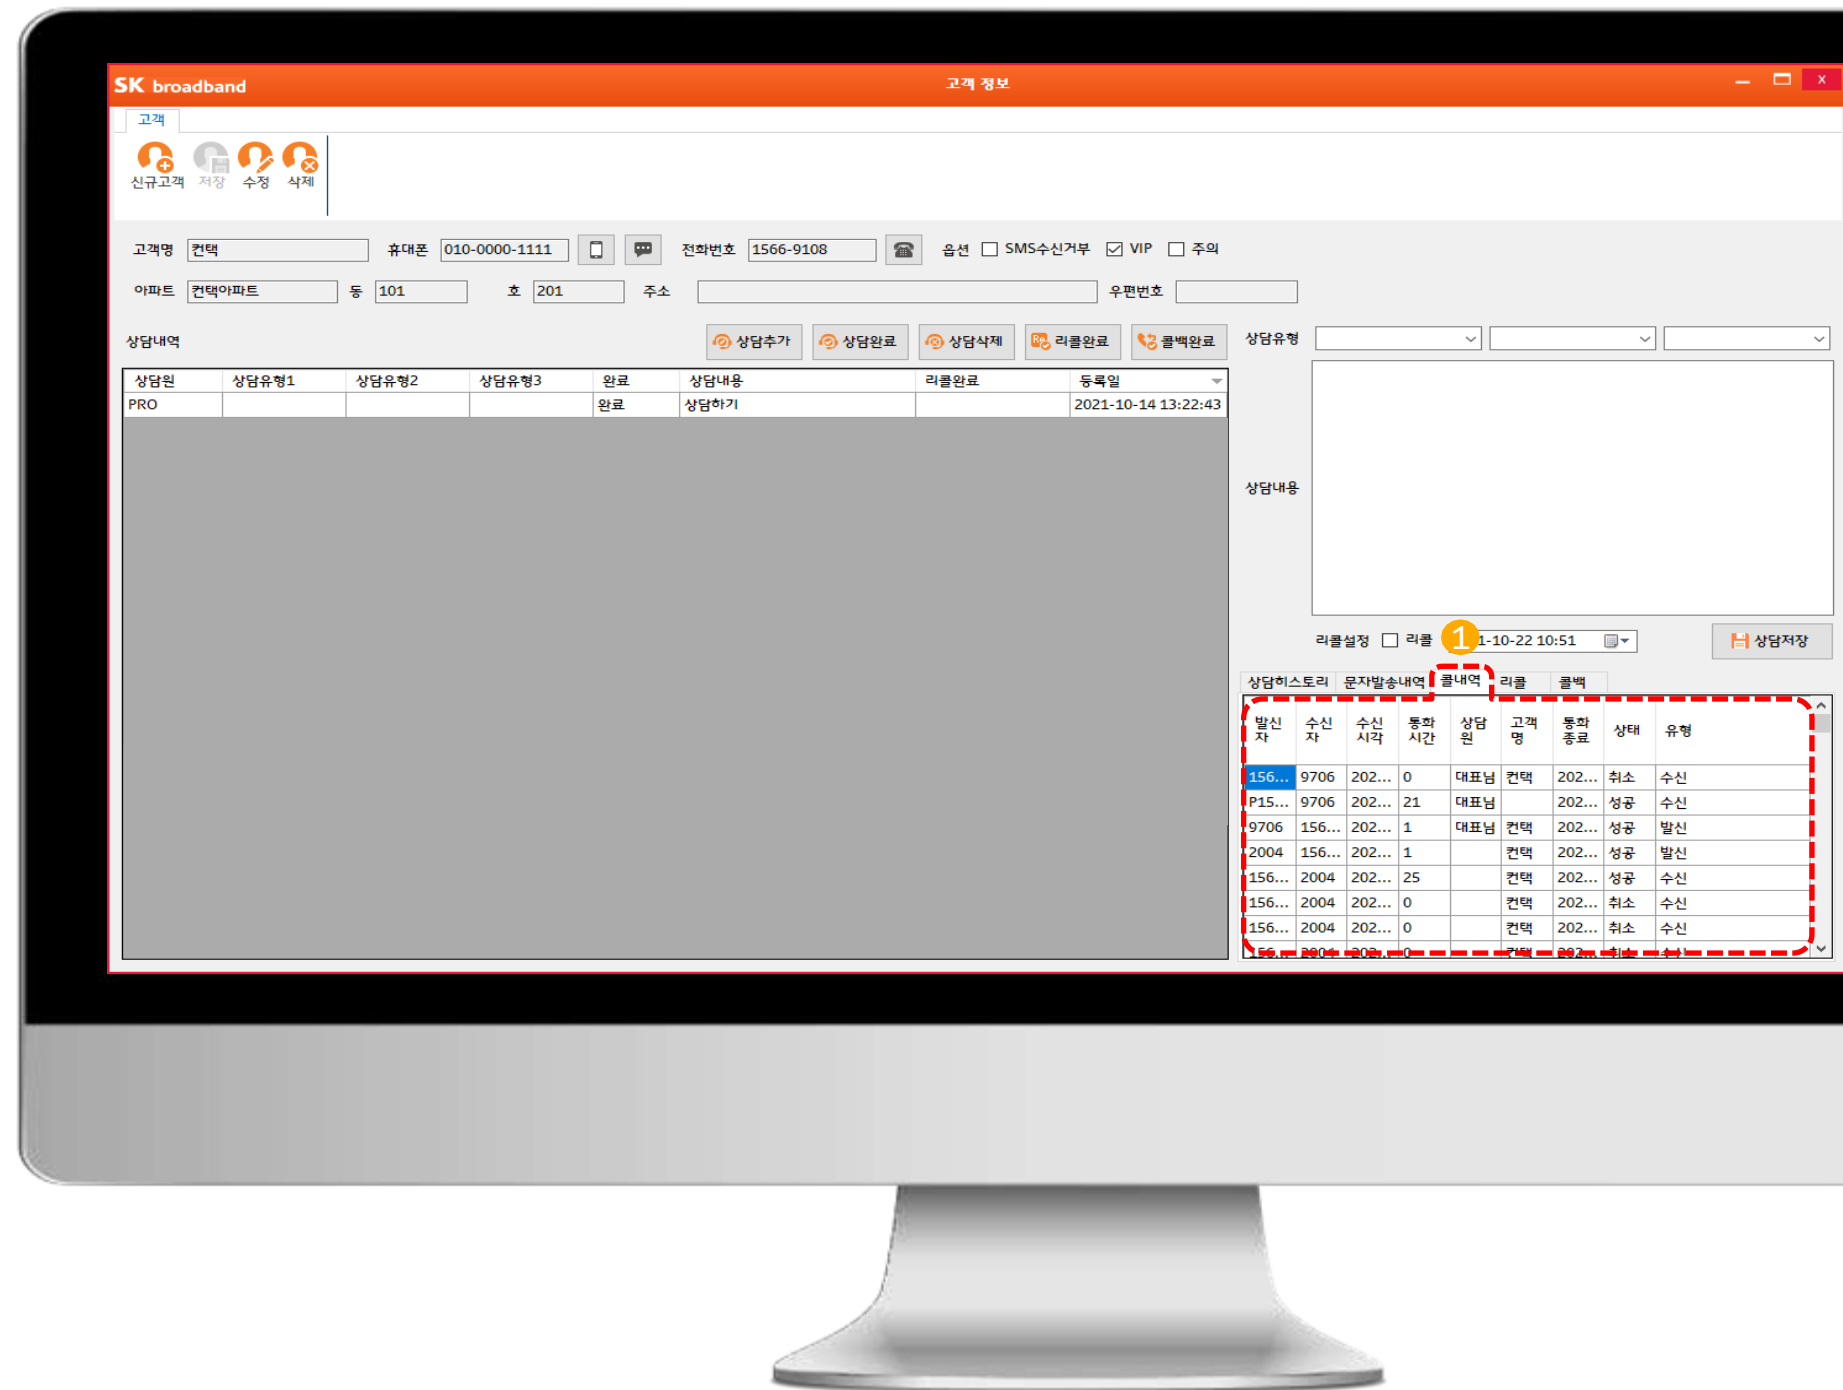 SK broadband 고객 정보 X
고객
신규고객 저장 수정 삭제
고객명 컨택 휴대폰 010-0000-1111 전화번호 1566-9108 옵션 SMS수신거부 VIP 주의
아파트 컨택아파트 동 101 호 201 주소 우편번호
상담내역 상담추가 상담완료 상담삭제 리콜완료 콜백완료 상담유형
상담원 상담유형1 상담유형2 상담유형3 완료 상담내용 리콜완료 등록일
PRO 완료 상담하기 2021-10-14 13:22:43
상담내용
리콜설정 리콜 1 1-10-22 10:51 상담저장
상담히스토리 문자발송내역 콜내역 리콜 콜백
발신자 수신자 수신시각 통화시간 상담원 고객명 통화종료 상태 유형
156... 9706 202... 0 대표님 컨택 202... 취소 수신
P15... 9706 202... 21 대표님 202... 성공 수신
9706 156... 202... 1 대표님 컨택 202... 성공 발신
2004 156... 202... 1 컨택 202... 성공 발신
156... 2004 202... 25 컨택 202... 성공 수신
156... 2004 202... 0 컨택 202... 취소 수신
156... 2004 202... 0 컨택 202... 취소 수신